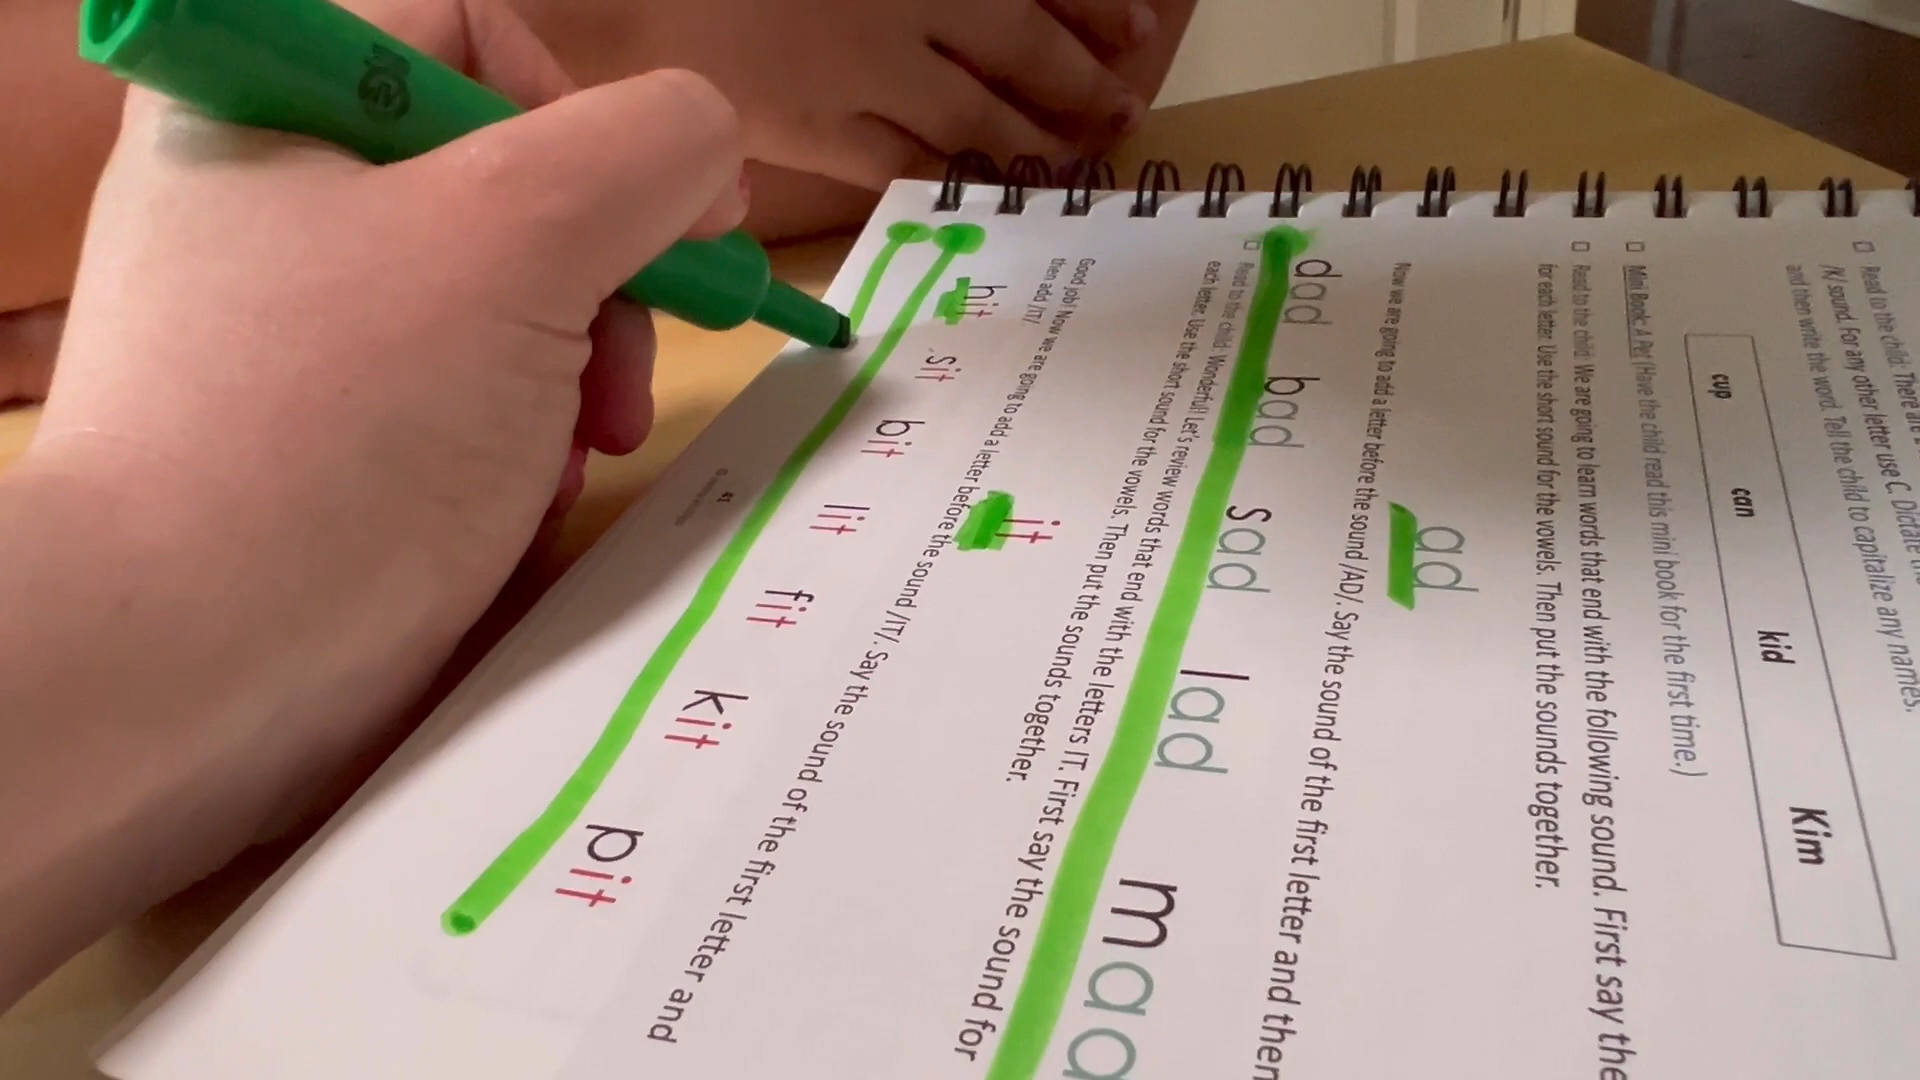 Read to the child: There are
/K/ sound. For any other letter use C. Dictate
and then write the word. Tell the child to capitalize any names.
cup can kid Kim
Mini Book: A Pet (Have the child read this mini book for the first time.)
Read to the child: We are going to learn words that end with the following sound. First say the
for each letter. Use the short sound for the vowels. Then put the sounds together.
ad
Now we are going to add a letter before the sound /AD/. Say the sound of the first letter and then
dad bad sad lad mad
Read to the child: Wonderful! Let's review words that end with the letters IT. First say the sound for
each letter. Use the short sound for the vowels. Then put the sounds together.
it
Good job! Now we are going to add a letter before the sound /IT/. Say the sound of the first letter and
then add /IT/.
hit sit bit lit fit kit pit